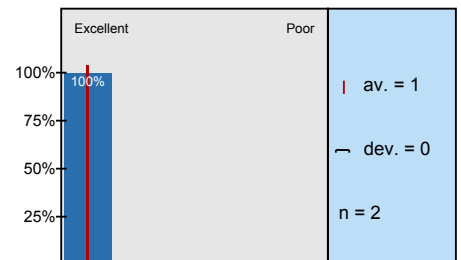 Excellent Poor
100%
100%
75%
50%
25%
av. = 1
dev. = 0
n = 2